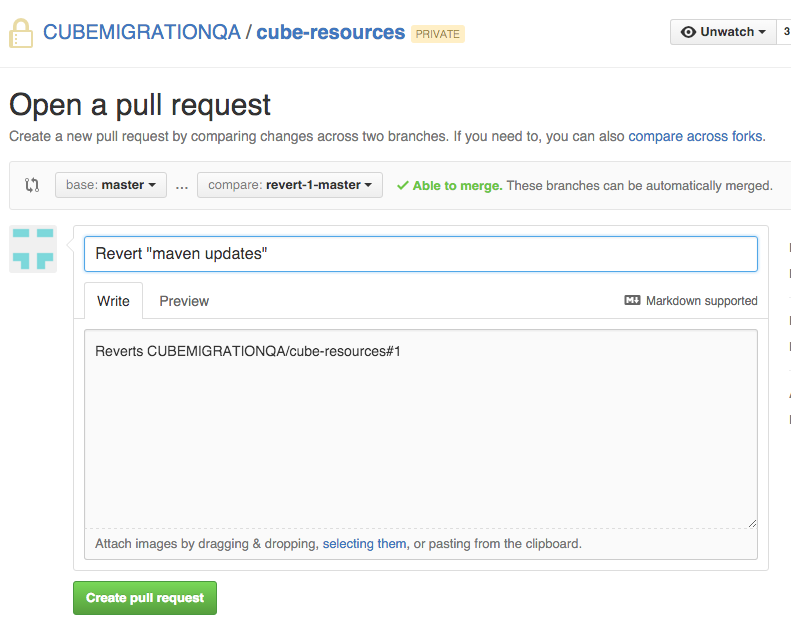 CUBEMIGRATIONQA / cube-resources PRIVATE Unwatch 3
Open a pull request
Create a new pull request by comparing changes across two branches. If you need to, you can also compare across forks.
base: master ... compare: revert-1-master Able to merge. These branches can be automatically merged.
Revert "maven updates"
Write Preview Markdown supported
Reverts CUBEMIGRATIONQA/cube-resources#1
Attach images by dragging & dropping, selecting them, or pasting from the clipboard.
Create pull request